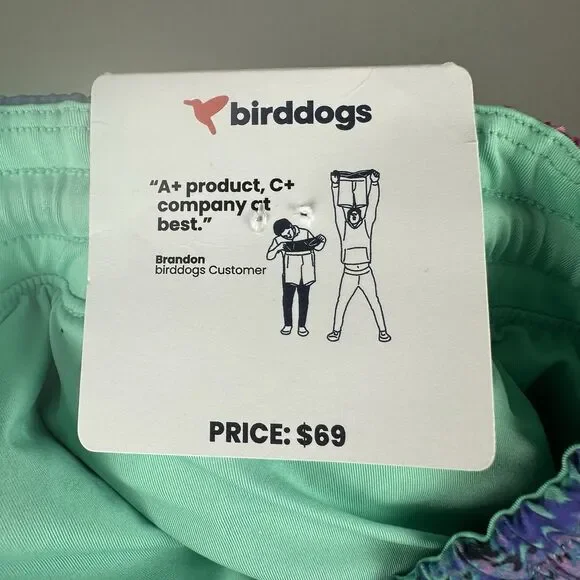 birddogs
“A+ product, C+
company at
best.”
Brandon
birddogs Customer
PRICE: $69